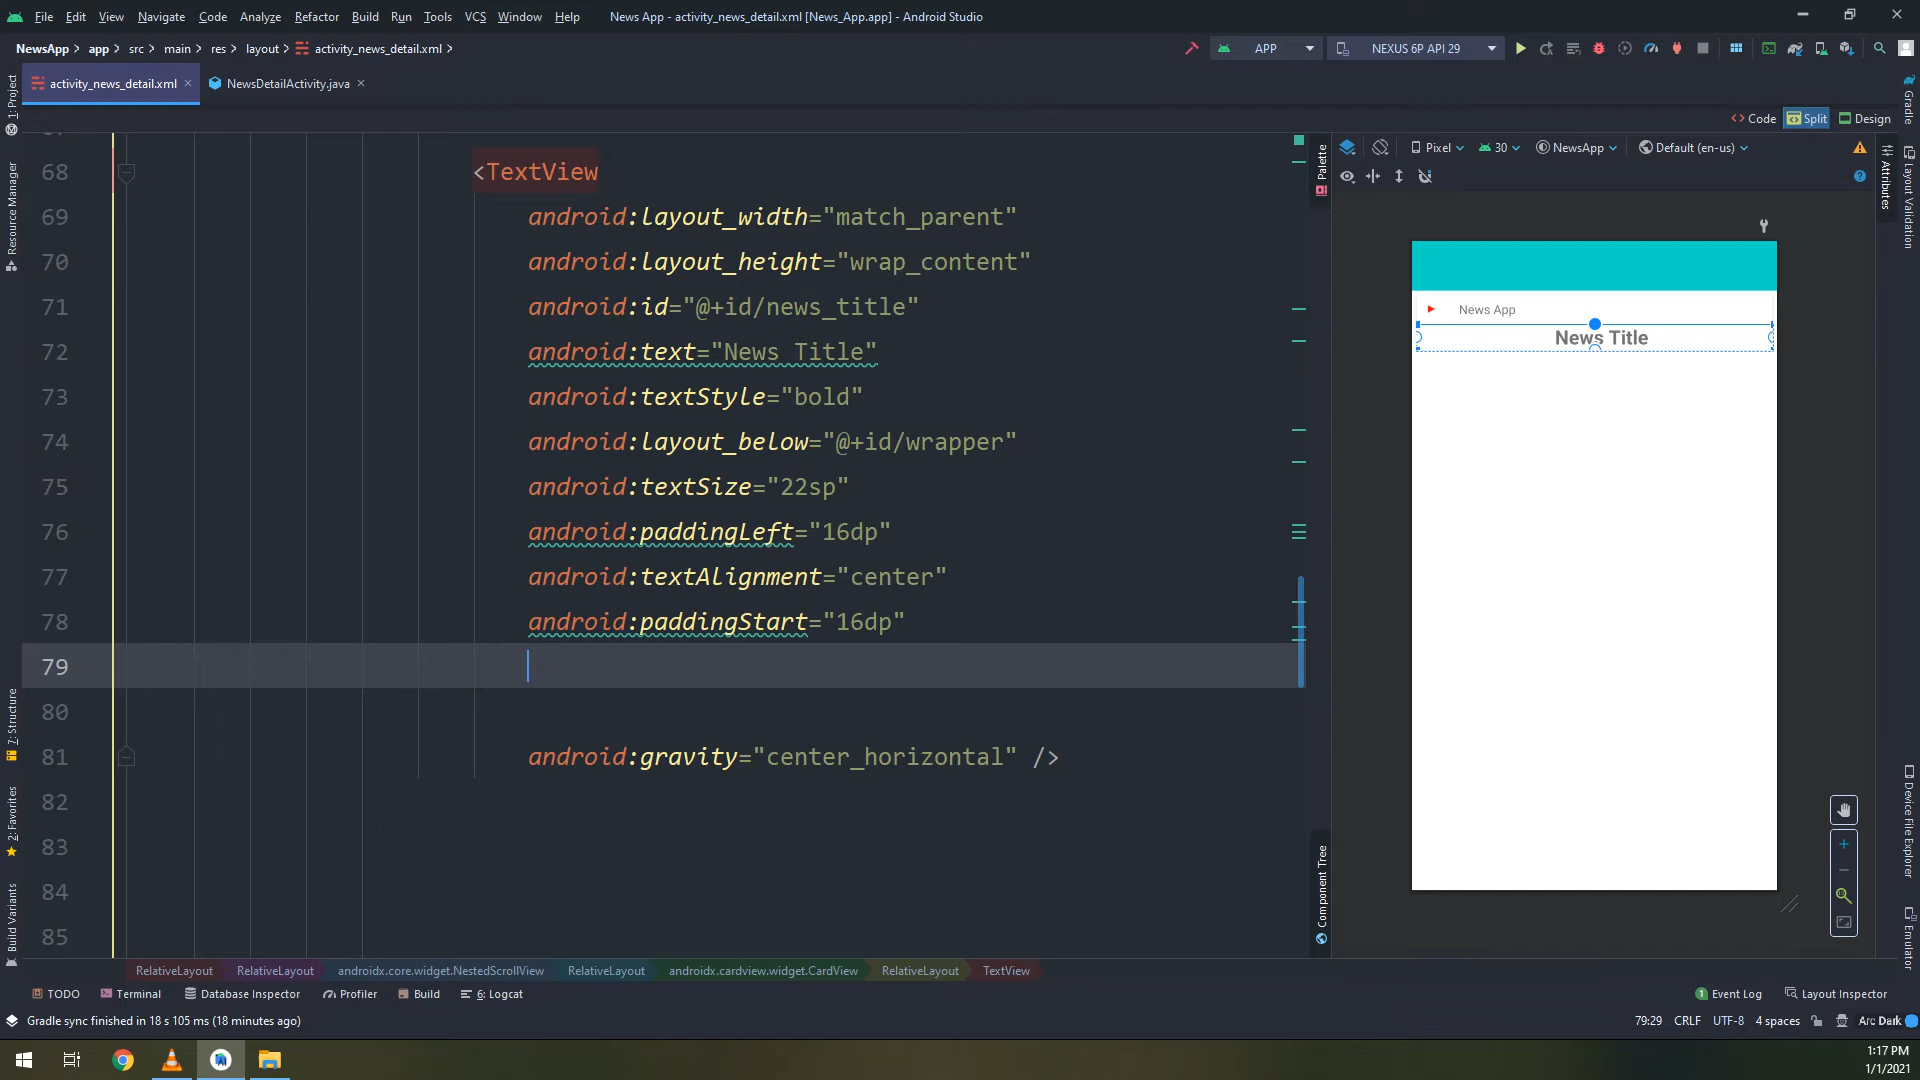 File Edit View Navigate Code Analyze Refactor Build Run Tools VCS Window Help News App - activity_news_detail.xml [News_App.app] - Android Studio
NewsApp app src main res layout activity_news_detail.xml APP NEXUS 6P API 29
activity_news_detail.xml NewsDetailActivity.java
Code Split Design
Pixel 30 NewsApp Default (en-us)
68 <TextView
69 android:layout_width="match_parent"
70 android:layout_height="wrap_content"
71 android:id="@+id/news_title"
72 android:text="News Title"
73 android:textStyle="bold"
74 android:layout_below="@+id/wrapper"
75 android:textSize="22sp"
76 android:paddingLeft="16dp"
77 android:textAlignment="center"
78 android:paddingStart="16dp"
79
80
81 android:gravity="center_horizontal" />
82
83
84
85
News App
News Title
1: Project
Resource Manager
7: Structure
2: Favorites
Build Variants
Palette
Component Tree
Attributes
Gradle
Layout Validation
Device File Explorer
Emulator
RelativeLayout RelativeLayout androidx.core.widget.NestedScrollView RelativeLayout androidx.cardview.widget.CardView RelativeLayout TextView
TODO Terminal Database Inspector Profiler Build 6: Logcat 1 Event Log Layout Inspector
Gradle sync finished in 18 s 105 ms (18 minutes ago) 79:29 CRLF UTF-8 4 spaces Arc Dark
1:17 PM
1/1/2021